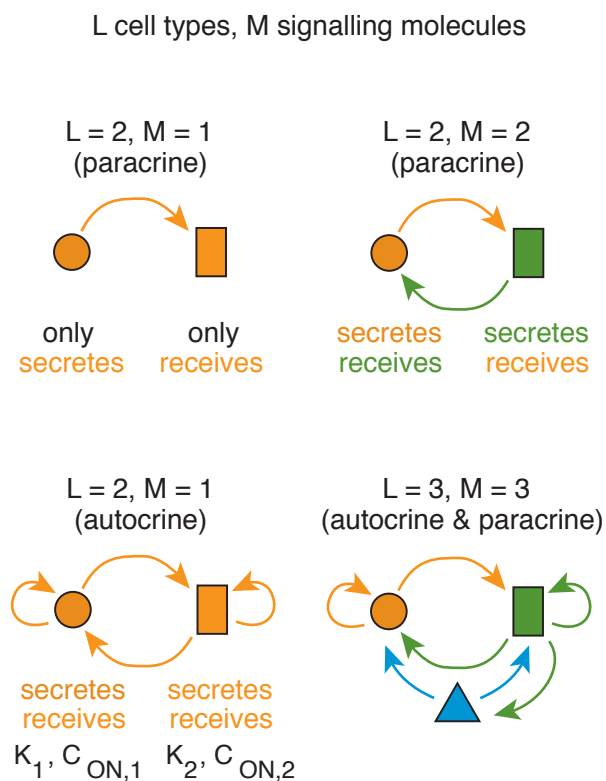 L cell types, M signalling molecules
L = 2, M = 1
(paracrine)
L = 2, M = 2
(paracrine)
only
secretes
only
receives
secretes
receives
secretes
receives
L = 2, M = 1
(autocrine)
L = 3, M = 3
(autocrine & paracrine)
secretes
receives
K1, CON,1
secretes
receives
K2, CON,2